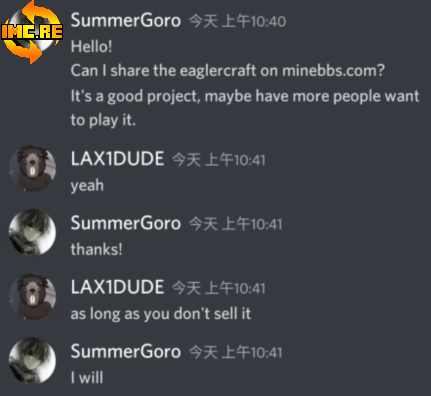 IMC.RE
SummerGoro 今天 上午10:40
Hello!
Can I share the eaglercraft on minebbs.com?
It's a good project, maybe have more people want
to play it.
LAX1DUDE 今天 上午10:41
yeah
SummerGoro 今天 上午10:41
thanks!
LAX1DUDE 今天 上午10:41
as long as you don't sell it
SummerGoro 今天 上午10:41
I will